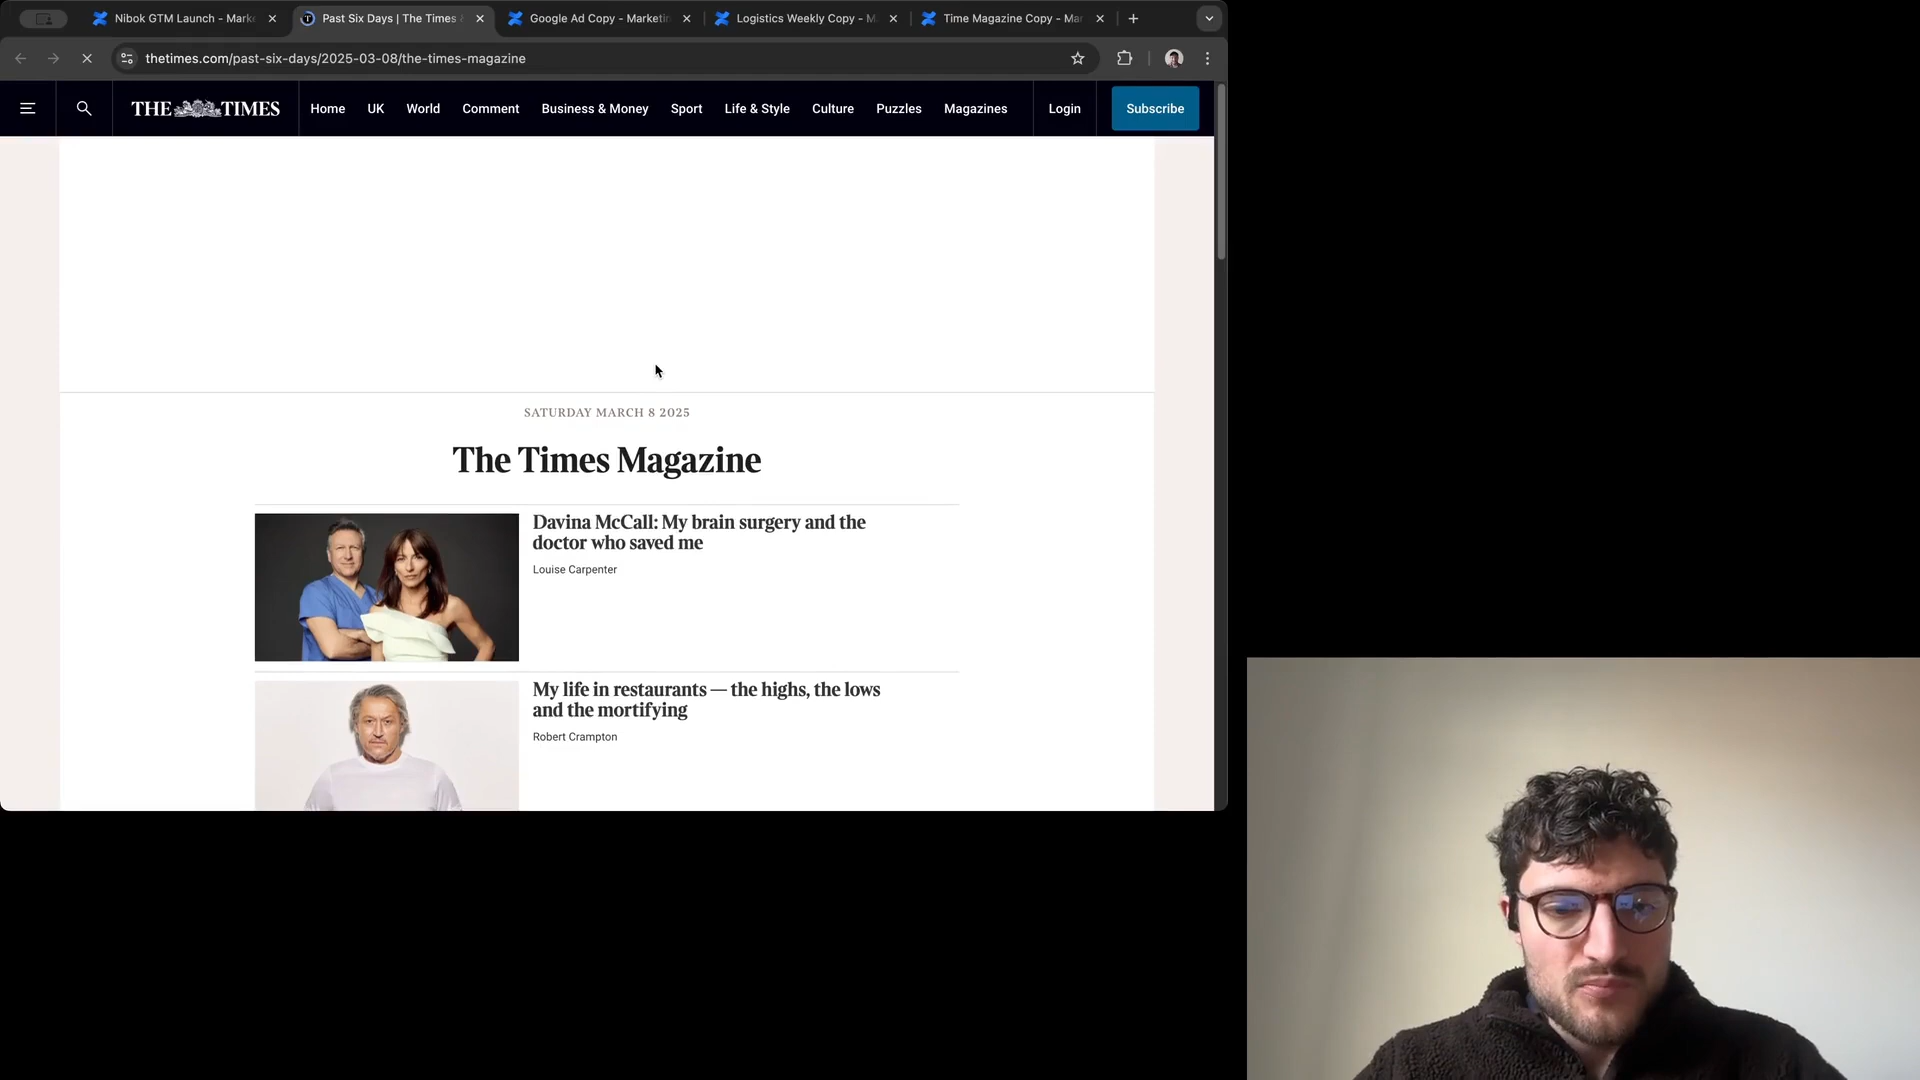 Nibok GTM Launch - Marke
Past Six Days | The Times
Google Ad Copy - Marketin
Logistics Weekly Copy - M
Time Magazine Copy - Mar
thetimes.com/past-six-days/2025-03-08/the-times-magazine
THE TIMES
Home
UK
World
Comment
Business & Money
Sport
Life & Style
Culture
Puzzles
Magazines
Login
Subscribe
SATURDAY MARCH 8 2025
The Times Magazine
Davina McCall: My brain surgery and the
doctor who saved me
Louise Carpenter
My life in restaurants — the highs, the lows
and the mortifying
Robert Crampton